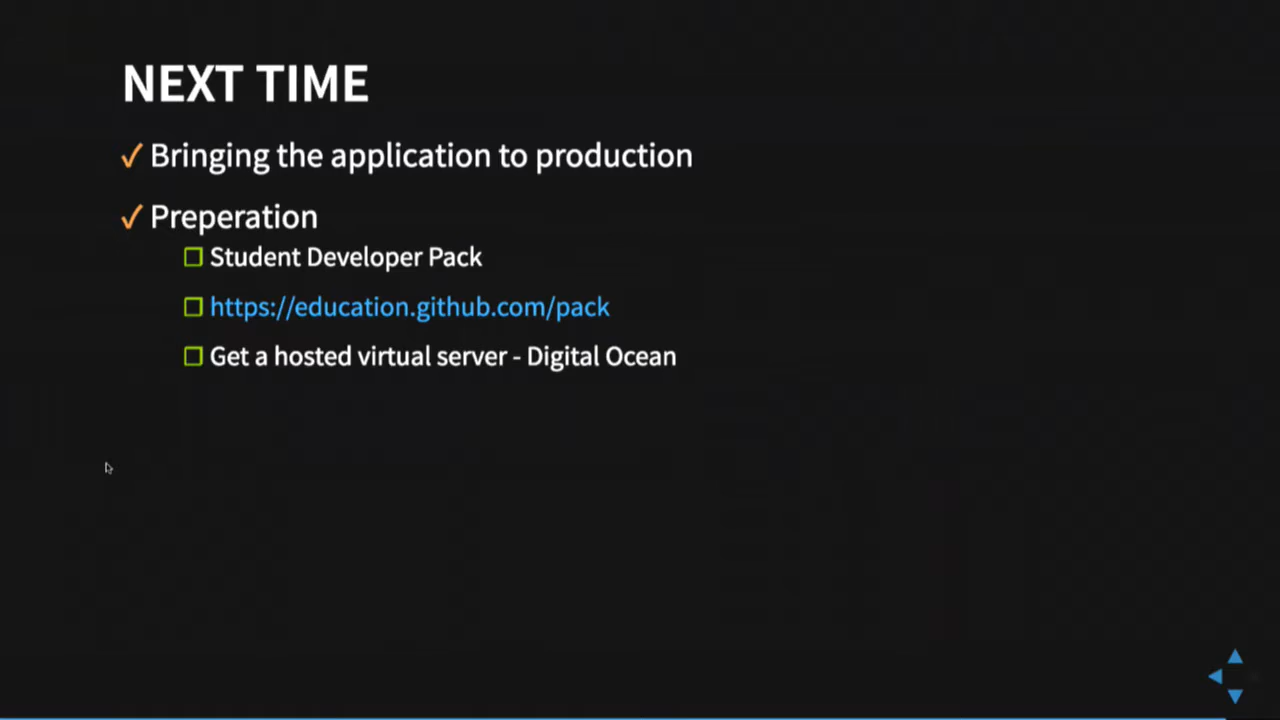 NEXT TIME
✓ Bringing the application to production
✓ Preperation
☐ Student Developer Pack
☐ https://education.github.com/pack
☐ Get a hosted virtual server - Digital Ocean